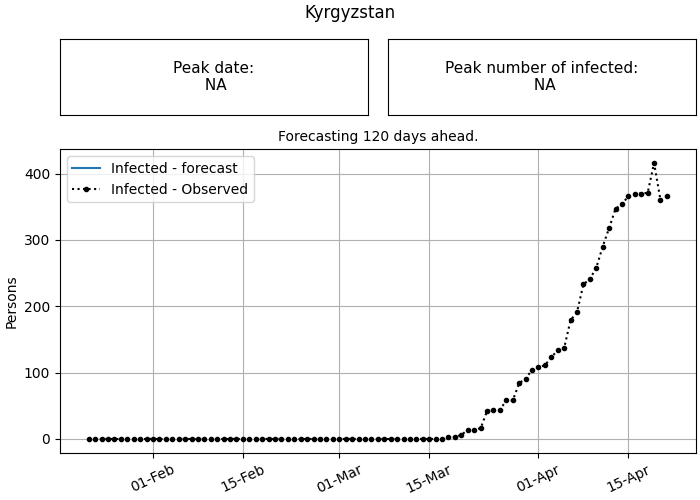 Kyrgyzstan
Peak date:
NA
Peak number of infected:
NA
Forecasting 120 days ahead.
Infected - forecast
Infected - Observed
Persons
400
300
200
100
0
01-Feb
15-Feb
01-Mar
15-Mar
01-Apr
15-Apr